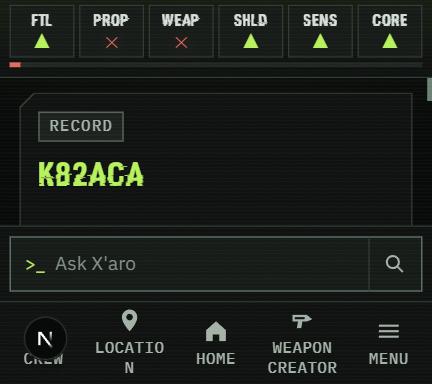 FTL PROP WEAP SHLD SENS CORE
RECORD
K82ACA
>_ Ask X'aro
N
CREW LOCATIO
N HOME WEAPON
CREATOR MENU